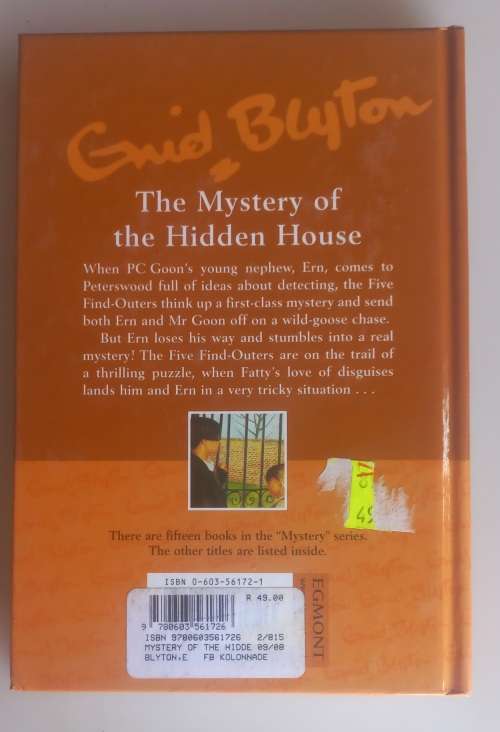 Enid Blyton
The Mystery of
the Hidden House
When PC Goon's young nephew, Ern, comes to
Peterswood full of ideas about detecting, the Five
Find-Outers think up a first-class mystery and send
both Ern and Mr Goon off on a wild-goose chase.
But Ern loses his way and stumbles into a real
mystery! The Five Find-Outers are on the trail of
a thrilling puzzle, when Fatty's love of disguises
lands him and Ern in a very tricky situation . . .
There are fifteen books in the "Mystery" series.
The other titles are listed inside.
ISBN 0-603-56172-1
R 49.00
9 780603 561726
ISBN 9780603561726 2/815
MYSTERY OF THE HIDDE 09/08
BLYTON,E FB KOLONNADE
EGMONT